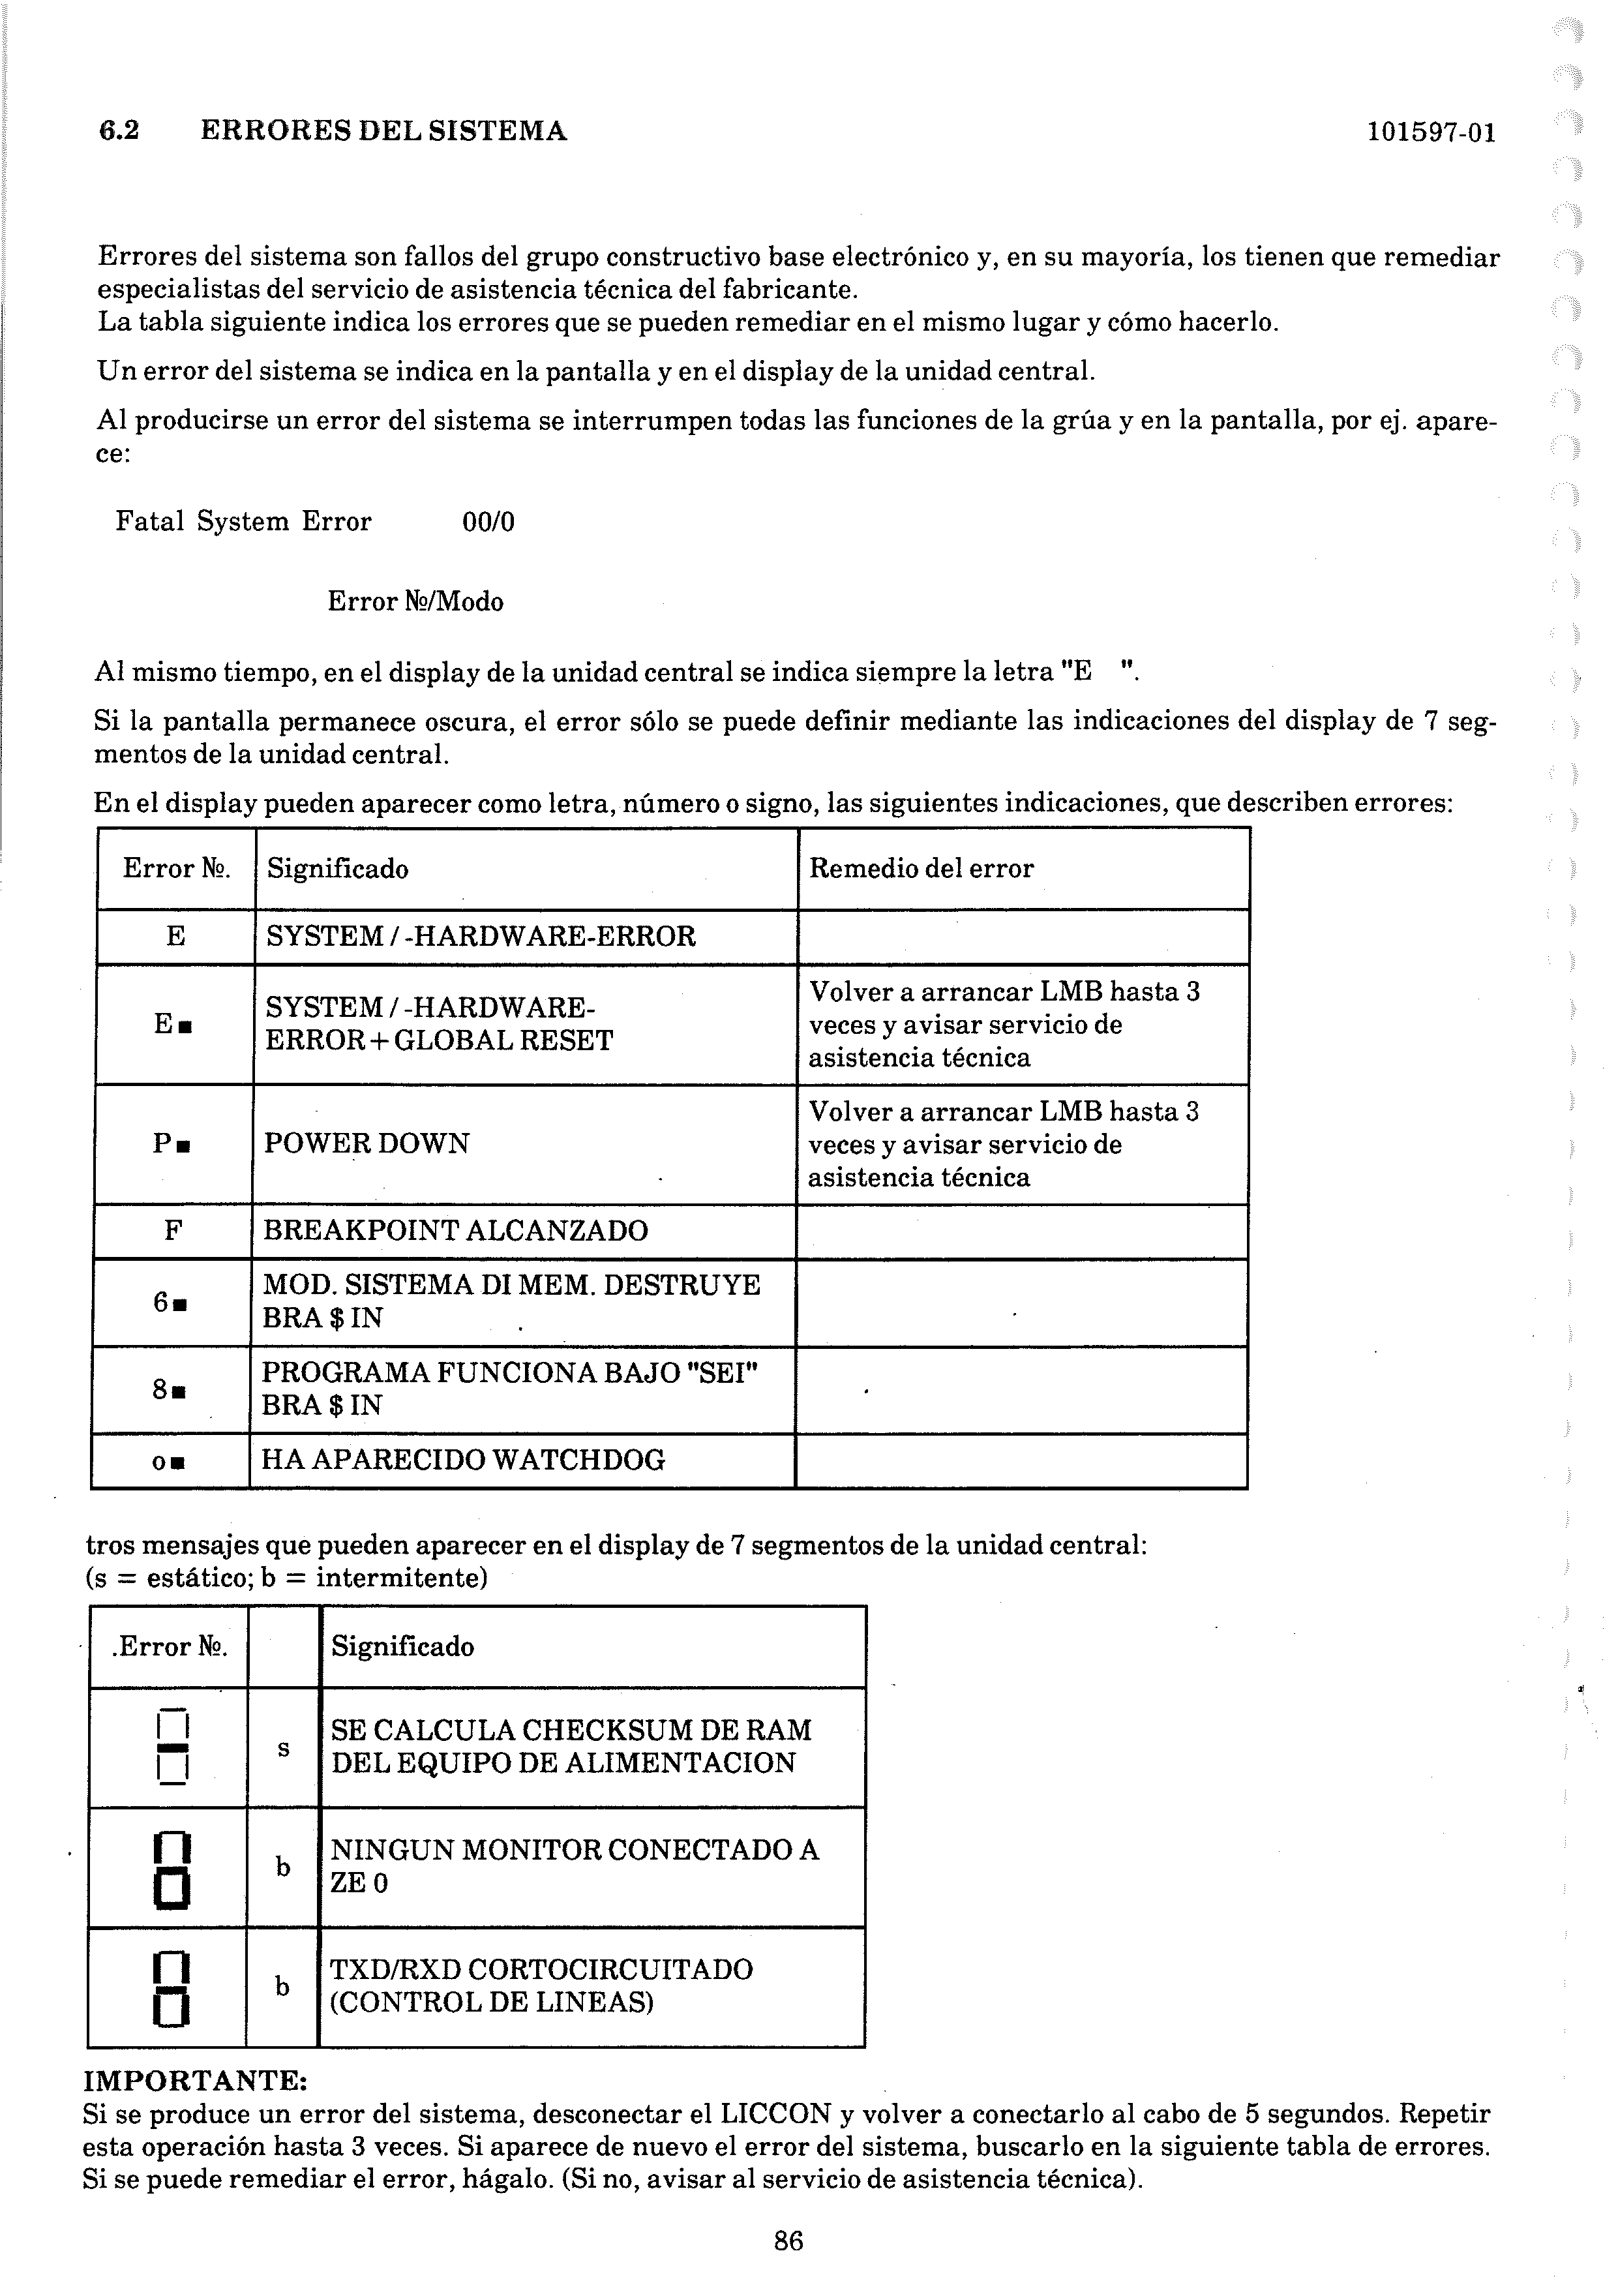 6.2 ERRORES DEL SISTEMA 101597-01
Errores del sistema son fallos del grupo constructivo base electrónico y, en su mayoría, los tienen que remediar
especialistas del servicio de asistencia técnica del fabricante.
La tabla siguiente indica los errores que se pueden remediar en el mismo lugar y cómo hacerlo.
Un error del sistema se indica en la pantalla y en el display de la unidad central.
Al producirse un error del sistema se interrumpen todas las funciones de la grúa y en la pantalla, por ej. apare-
ce:
Fatal System Error 00/0
Error №/Modo
Al mismo tiempo, en el display de la unidad central se indica siempre la letra "E ".
Si la pantalla permanece oscura, el error sólo se puede definir mediante las indicaciones del display de 7 seg-
mentos de la unidad central.
En el display pueden aparecer como letra, número o signo, las siguientes indicaciones, que describen errores:
Error №. Significado Remedio del error
E SYSTEM / -HARDWARE-ERROR
E■ SYSTEM / -HARDWARE-
ERROR+GLOBAL RESET
Volver a arrancar LMB hasta 3
veces y avisar servicio de
asistencia técnica
P■ POWER DOWN
Volver a arrancar LMB hasta 3
veces y avisar servicio de
asistencia técnica
F BREAKPOINT ALCANZADO
6■ MOD. SISTEMA DI MEM. DESTRUYE
BRA $ IN
8■ PROGRAMA FUNCIONA BAJO "SEI"
BRA $ IN
o■ HA APARECIDO WATCHDOG
tros mensajes que pueden aparecer en el display de 7 segmentos de la unidad central:
(s = estático; b = intermitente)
.Error №. Significado
s SE CALCULA CHECKSUM DE RAM
DEL EQUIPO DE ALIMENTACION
b NINGUN MONITOR CONECTADO A
ZE 0
b TXD/RXD CORTOCIRCUITADO
(CONTROL DE LINEAS)
IMPORTANTE:
Si se produce un error del sistema, desconectar el LICCON y volver a conectarlo al cabo de 5 segundos. Repetir
esta operación hasta 3 veces. Si aparece de nuevo el error del sistema, buscarlo en la siguiente tabla de errores.
Si se puede remediar el error, hágalo. (Si no, avisar al servicio de asistencia técnica).
86